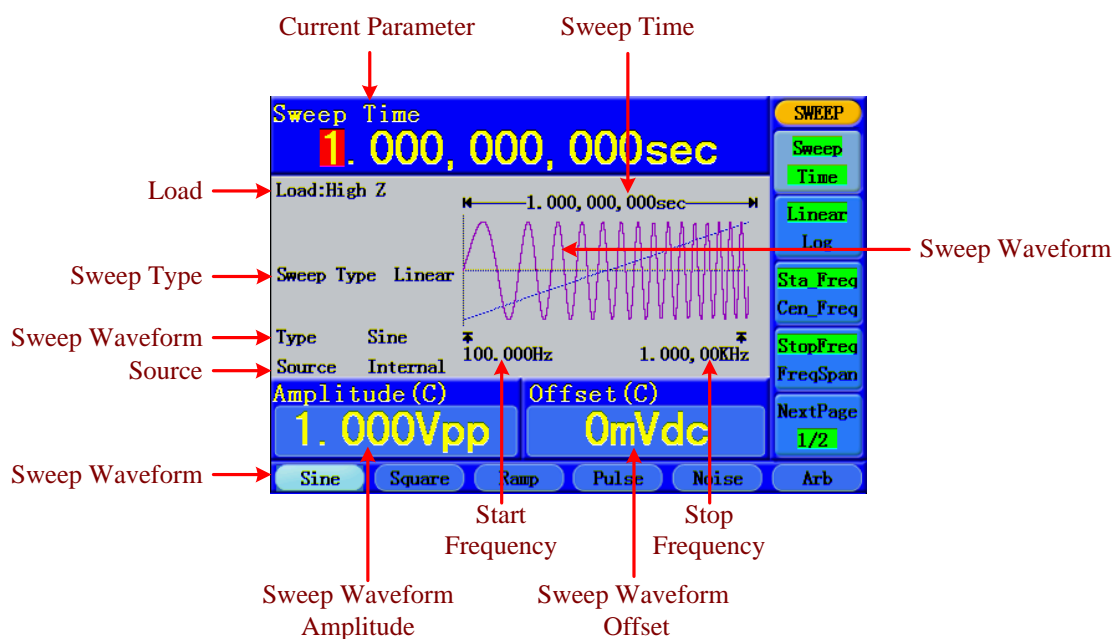 Current Parameter
Sweep Time
Sweep Time
1.000,000,000sec
SWEEP
Sweep
Time
Load
Load:High Z
1.000,000,000sec
Linear
Log
Sweep Waveform
Sweep Type
Sweep Type Linear
Sta_Freq
Cen_Freq
Sweep Waveform
Type Sine
100.000Hz
1.000,00KHz
StopFreq
FreqSpan
Source
Source Internal
Amplitude(C)
Offset(C)
1.000Vpp
0mVdc
NextPage
1/2
Sweep Waveform
Sine
Square
Ramp
Pulse
Noise
Arb
Start
Frequency
Stop
Frequency
Sweep Waveform
Amplitude
Sweep Waveform
Offset